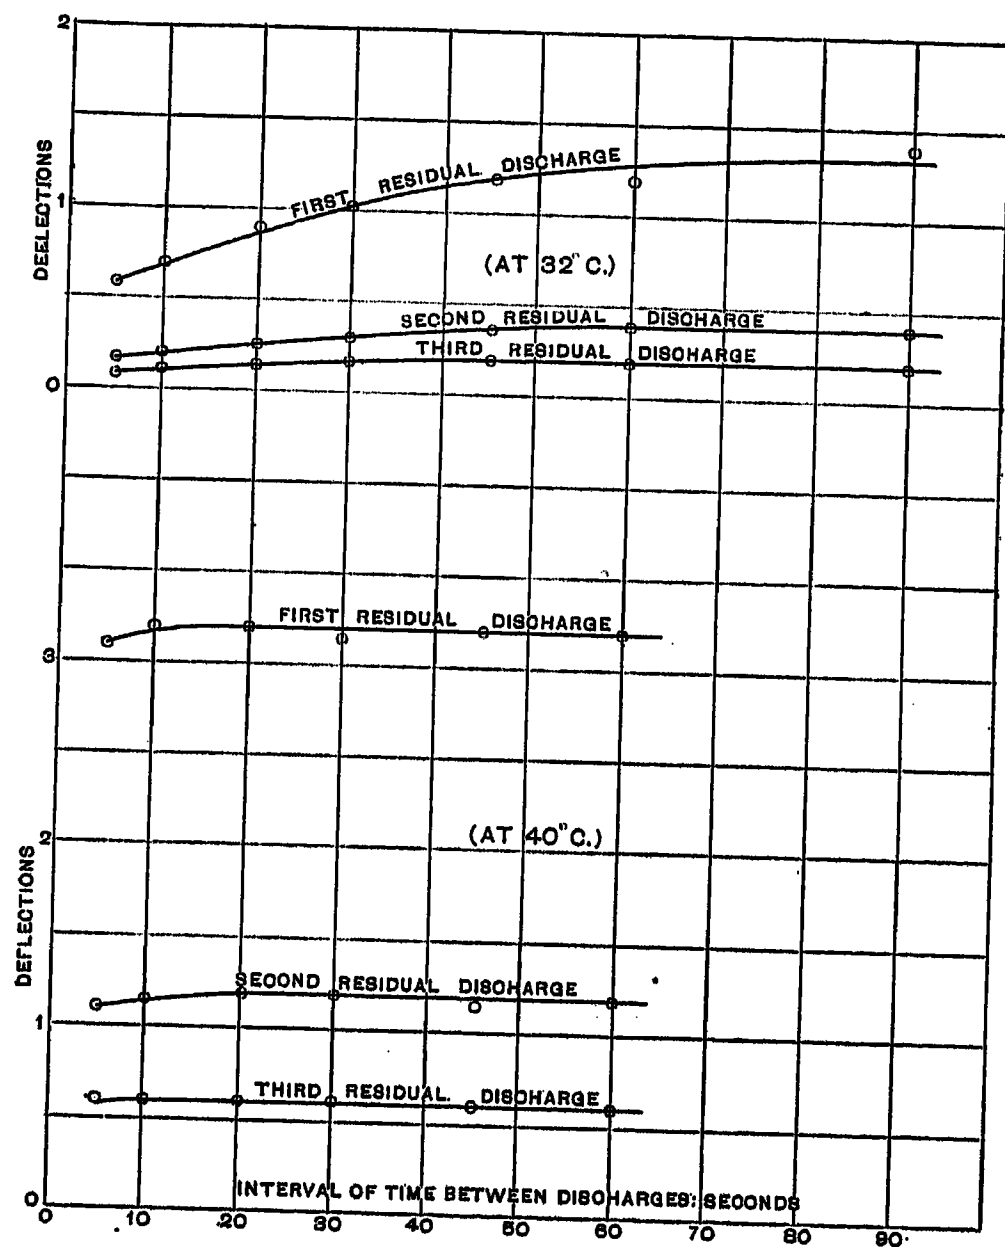 2
DEELECTIONS
1
FIRST RESIDUAL DISCHARGE
(AT 32" C.)
SECOND RESIDUAL DISCHARGE
THIRD RESIDUAL DISCHARGE
0
FIRST RESIDUAL DISCHARGE
3
2
(AT 40" C.)
DEFLECTIONS
SEOOND RESIDUAL DISCHARGE
1
THIRD RESIDUAL. DISCHARGE
0
INTERVAL OF TIME BETWEEN DISCHARGES: SEOONDS
0 10 20 30 40 50 60 70 80 90